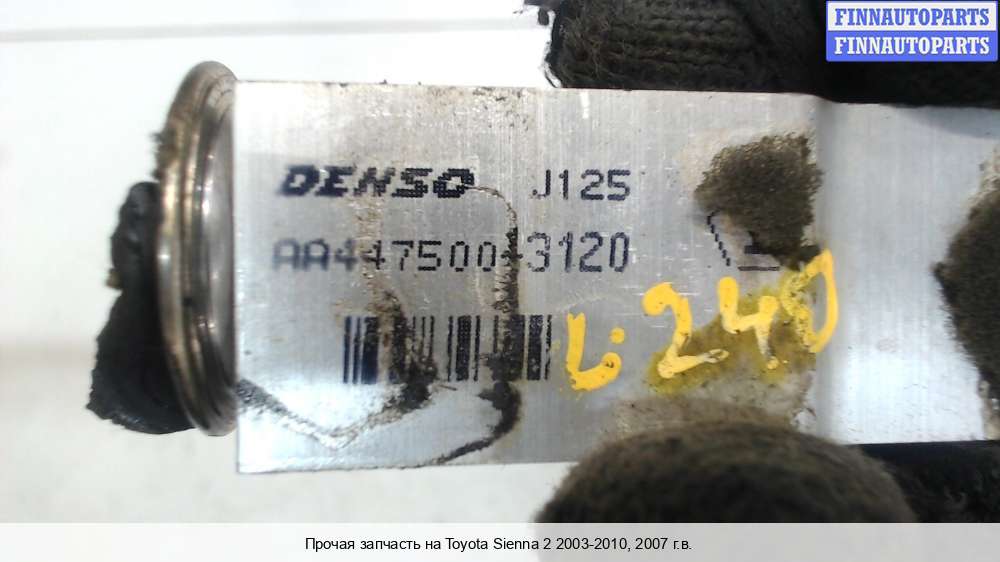 FINNAUTOPARTS
FINNAUTOPARTS
DENSO J125
AA447500-3120
L: 240
Прочая запчасть на Toyota Sienna 2 2003-2010, 2007 г.в.